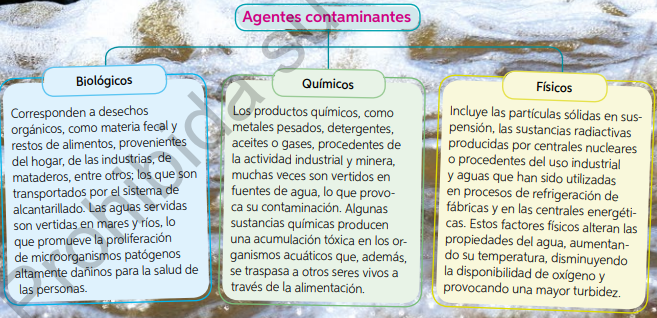 Agentes contaminantes
Biológicos
Corresponden a desechos
orgánicos, como materia fecal y
restos de alimentos, provenientes
del hogar, de las industrias, de
mataderos, entre otros; los que son
transportados por el sistema de
alcantarillado. Las aguas servidas
son vertidas en mares y ríos, lo
que promueve la proliferación
de microorganismos patógenos
altamente dañinos para la salud de
las personas.
Químicos
Los productos químicos, como
metales pesados, detergentes,
aceites o gases, procedentes de
la actividad industrial y minera,
muchas veces son vertidos en
fuentes de agua, lo que provo-
ca su contaminación. Algunas
sustancias químicas producen
una acumulación tóxica en los or-
ganismos acuáticos que, además,
se traspasa a otros seres vivos a
través de la alimentación.
Físicos
Incluye las partículas sólidas en sus-
pensión, las sustancias radiactivas
producidas por centrales nucleares
o procedentes del uso industrial
y aguas que han sido utilizadas
en procesos de refrigeración de
fábricas y en las centrales energéti-
cas. Estos factores físicos alteran las
propiedades del agua, aumentan-
do su temperatura, disminuyendo
la disponibilidad de oxígeno y
provocando una mayor turbidez.
Prohibida su